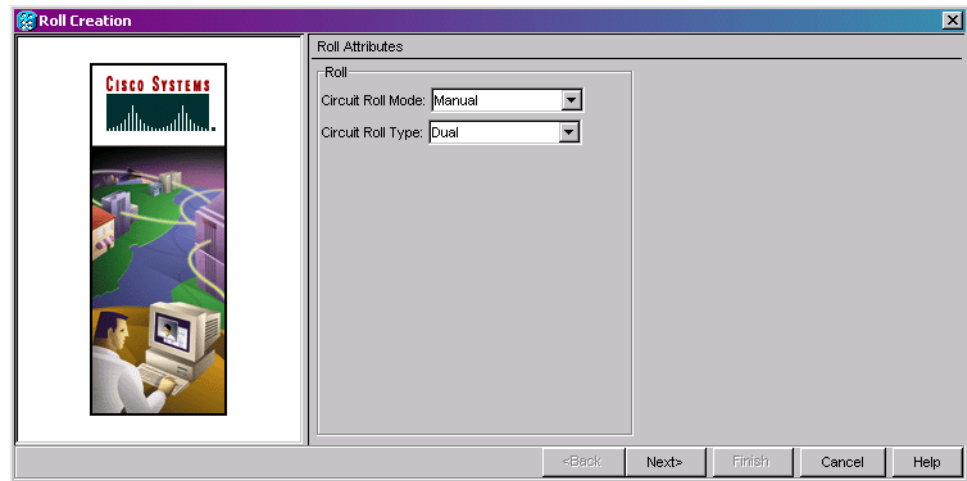 Roll Creation
Roll Attributes
CISCO SYSTEMS
Roll
Circuit Roll Mode: Manual
Circuit Roll Type: Dual
<Back Next> Finish Cancel Help